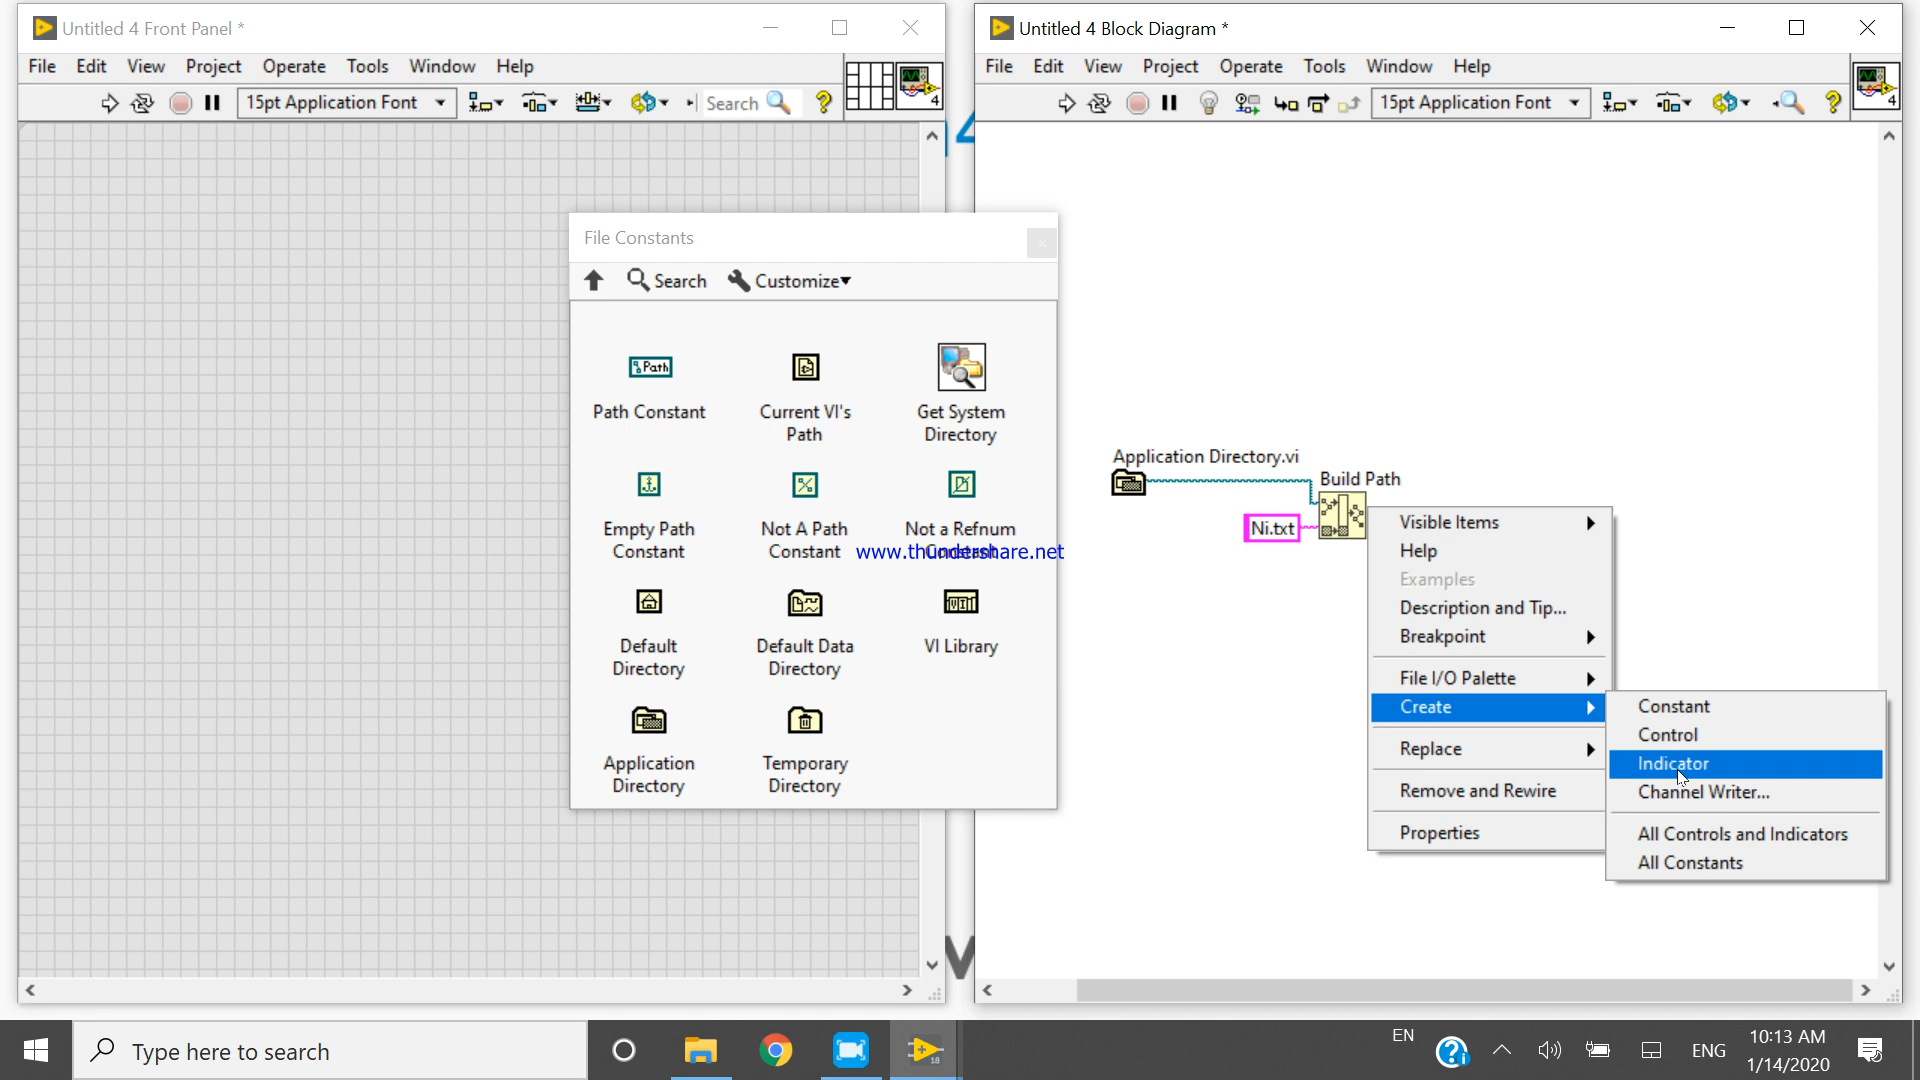 Untitled 4 Front Panel *
File Edit View Project Operate Tools Window Help
15pt Application Font
Search
4
File Constants
Search Customize
Path
Path Constant
Current VI's
Path
Get System
Directory
Empty Path
Constant
Not A Path
Constant
Not a Refnum
Constant
www.thundershare.net
Default
Directory
Default Data
Directory
VI
VI Library
Application
Directory
Temporary
Directory
Untitled 4 Block Diagram *
File Edit View Project Operate Tools Window Help
15pt Application Font
4
Application Directory.vi
Build Path
Ni.txt
Visible Items
Help
Examples
Description and Tip...
Breakpoint
File I/O Palette
Create
Replace
Remove and Rewire
Properties
Constant
Control
Indicator
Channel Writer...
All Controls and Indicators
All Constants
Type here to search
18
EN
ENG
10:13 AM
1/14/2020